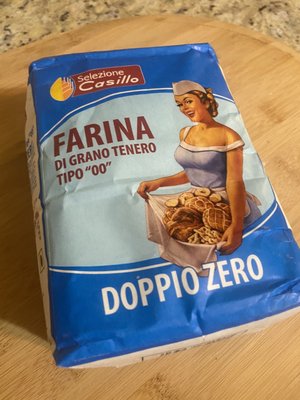 Selezione
Casillo
FARINA
DI GRANO TENERO
TIPO "00"
DOPPIO ZERO